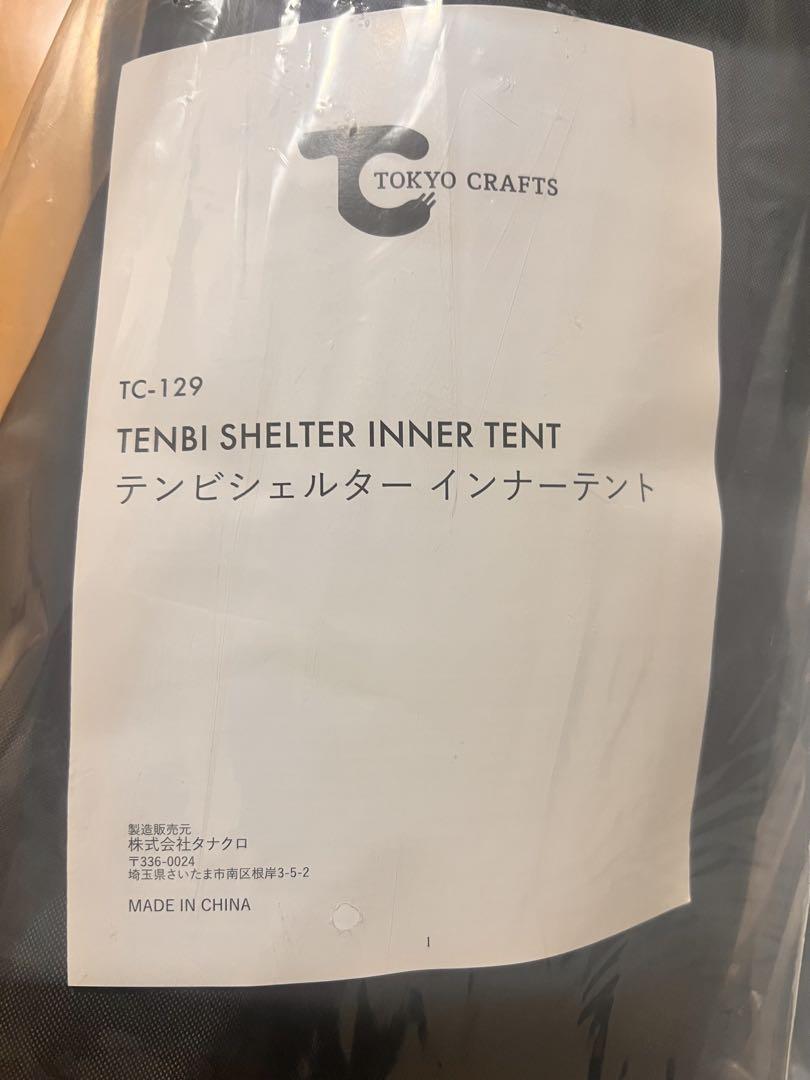 TC TOKYO CRAFTS
TC-129
TENBI SHELTER INNER TENT
テンビシェルター インナーテント
製造販売元
株式会社タナクロ
〒336-0024
埼玉県さいたま市南区根岸3-5-2
MADE IN CHINA
1